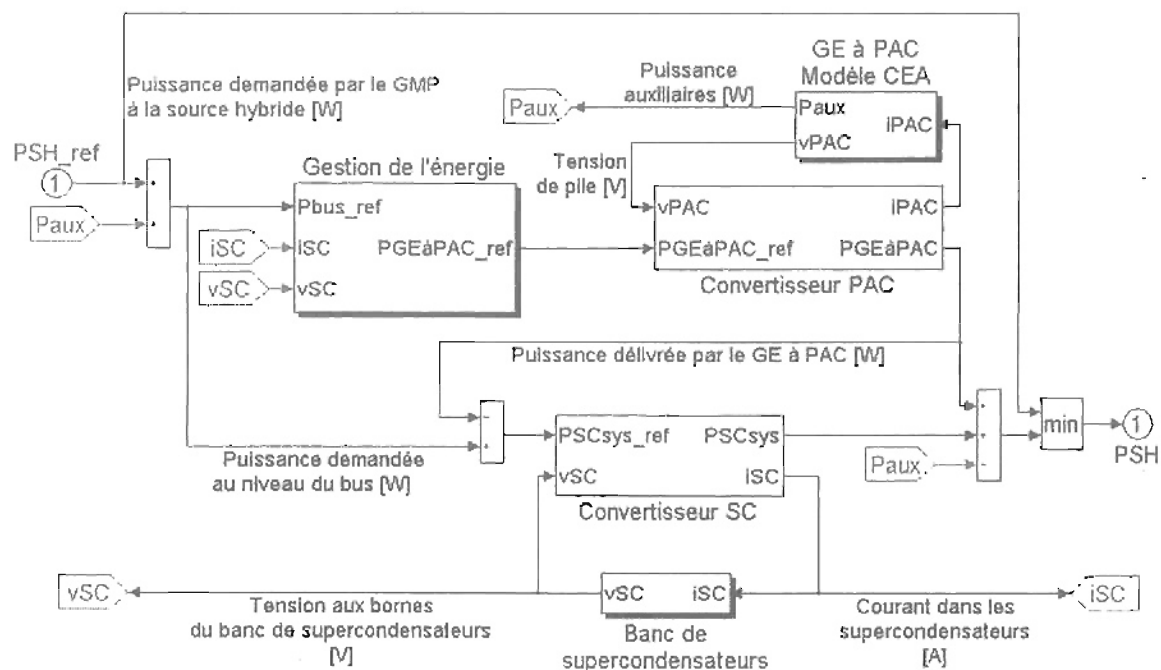 GE à PAC
Modèle CEA
Puissance
auxiliaires [W]
Paux
Paux
iPAC
vPAC
Puissance demandée par le GMP
à la source hybride [W]
PSH_ref
1
Paux
Gestion de l'énergie
Pbus_ref
iSC
iSC
PGEàPAC_ref
vSC
vSC
Tension
de pile [V]
vPAC
iPAC
PGEàPAC_ref
PGEàPAC
Convertisseur PAC
Puissance délivrée par le GE à PAC [W]
PSCsys_ref
PSCsys
vSC
iSC
Convertisseur SC
Puissance demandée
au niveau du bus [W]
Paux
min
1
PSH
vSC
Tension aux bornes
du banc de supercondensateurs
[V]
vSC
iSC
Banc de
supercondensateurs
Courant dans les
supercondensateurs
[A]
iSC